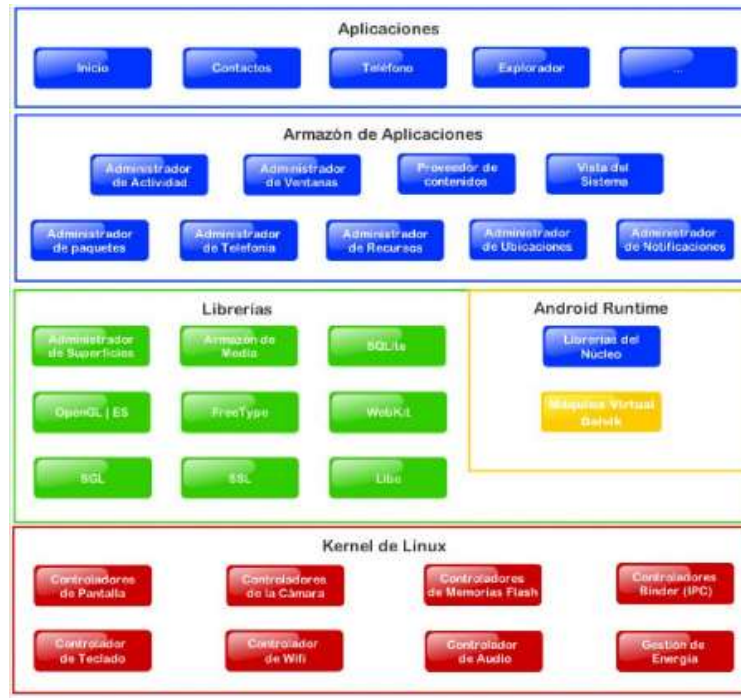 Aplicaciones
Inicio
Contactos
Teléfono
Explorador
...
Armazón de Aplicaciones
Administrador
de Actividad
Administrador
de Ventanas
Proveedor de
contenidos
Vista del
Sistema
Administrador
de paquetes
Administrador
de Telefonía
Administrador
de Recursos
Administrador
de Ubicaciones
Administrador
de Notificaciones
Librerías
Administrador
de Superficies
Armazón de
Media
SQLite
OpenGL | ES
FreeType
WebKit
SGL
SSL
Libc
Android Runtime
Librerías del
Núcleo
Máquina Virtual
Dalvik
Kernel de Linux
Controladores
de Pantalla
Controladores
de la Cámara
Controladores
de Memorias Flash
Controladores
Binder (IPC)
Controlador
de Teclado
Controlador
de Wifi
Controlador
de Audio
Gestión de
Energía